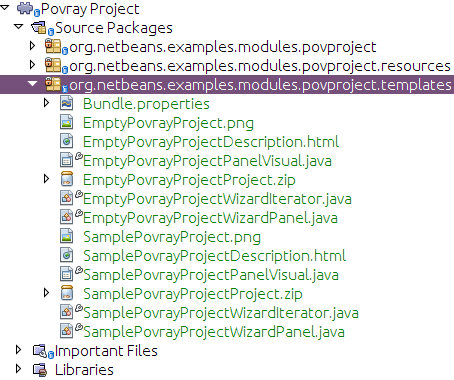 Povray Project
Source Packages
org.netbeans.examples.modules.povproject
org.netbeans.examples.modules.povproject.resources
org.netbeans.examples.modules.povproject.templates
Bundle.properties
EmptyPovrayProject.png
EmptyPovrayProjectDescription.html
EmptyPovrayProjectPanelVisual.java
EmptyPovrayProjectProject.zip
EmptyPovrayProjectWizardIterator.java
EmptyPovrayProjectWizardPanel.java
SamplePovrayProject.png
SamplePovrayProjectDescription.html
SamplePovrayProjectPanelVisual.java
SamplePovrayProjectProject.zip
SamplePovrayProjectWizardIterator.java
SamplePovrayProjectWizardPanel.java
Important Files
Libraries